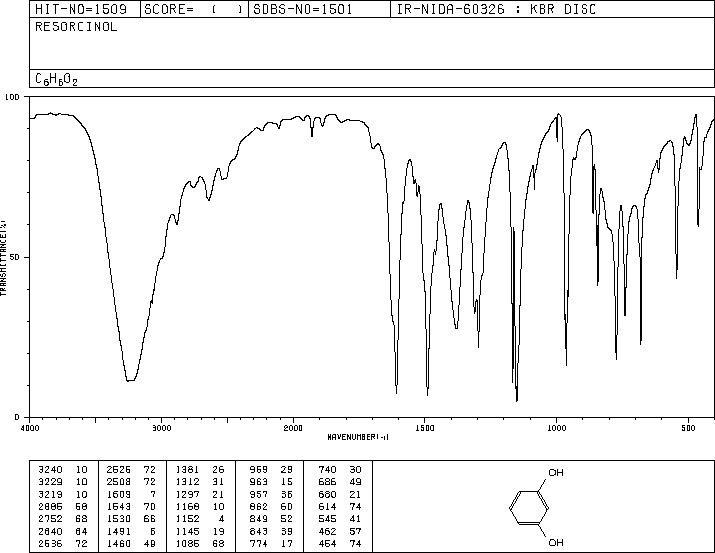 HIT-NO=1509 SCORE= ( ) SDBS-NO=1501 IR-NIDA-60326 : KBR DISC
RESORCINOL
C6H6O2
100
50
0
TRANSMITTANCE(%)
4000 3000 2000 1500 1000 500
WAVENUMBER(-1)
3240 10 2526 72 1381 26 969 29 740 30
3229 10 2508 72 1312 31 963 15 686 49
3219 10 1609 7 1297 21 957 36 680 21
2885 58 1543 70 1168 10 862 60 614 74
2752 68 1530 66 1152 4 849 52 545 41
2640 64 1491 6 1145 19 843 39 462 57
2536 72 1460 49 1085 68 774 17 454 74
OH
OH